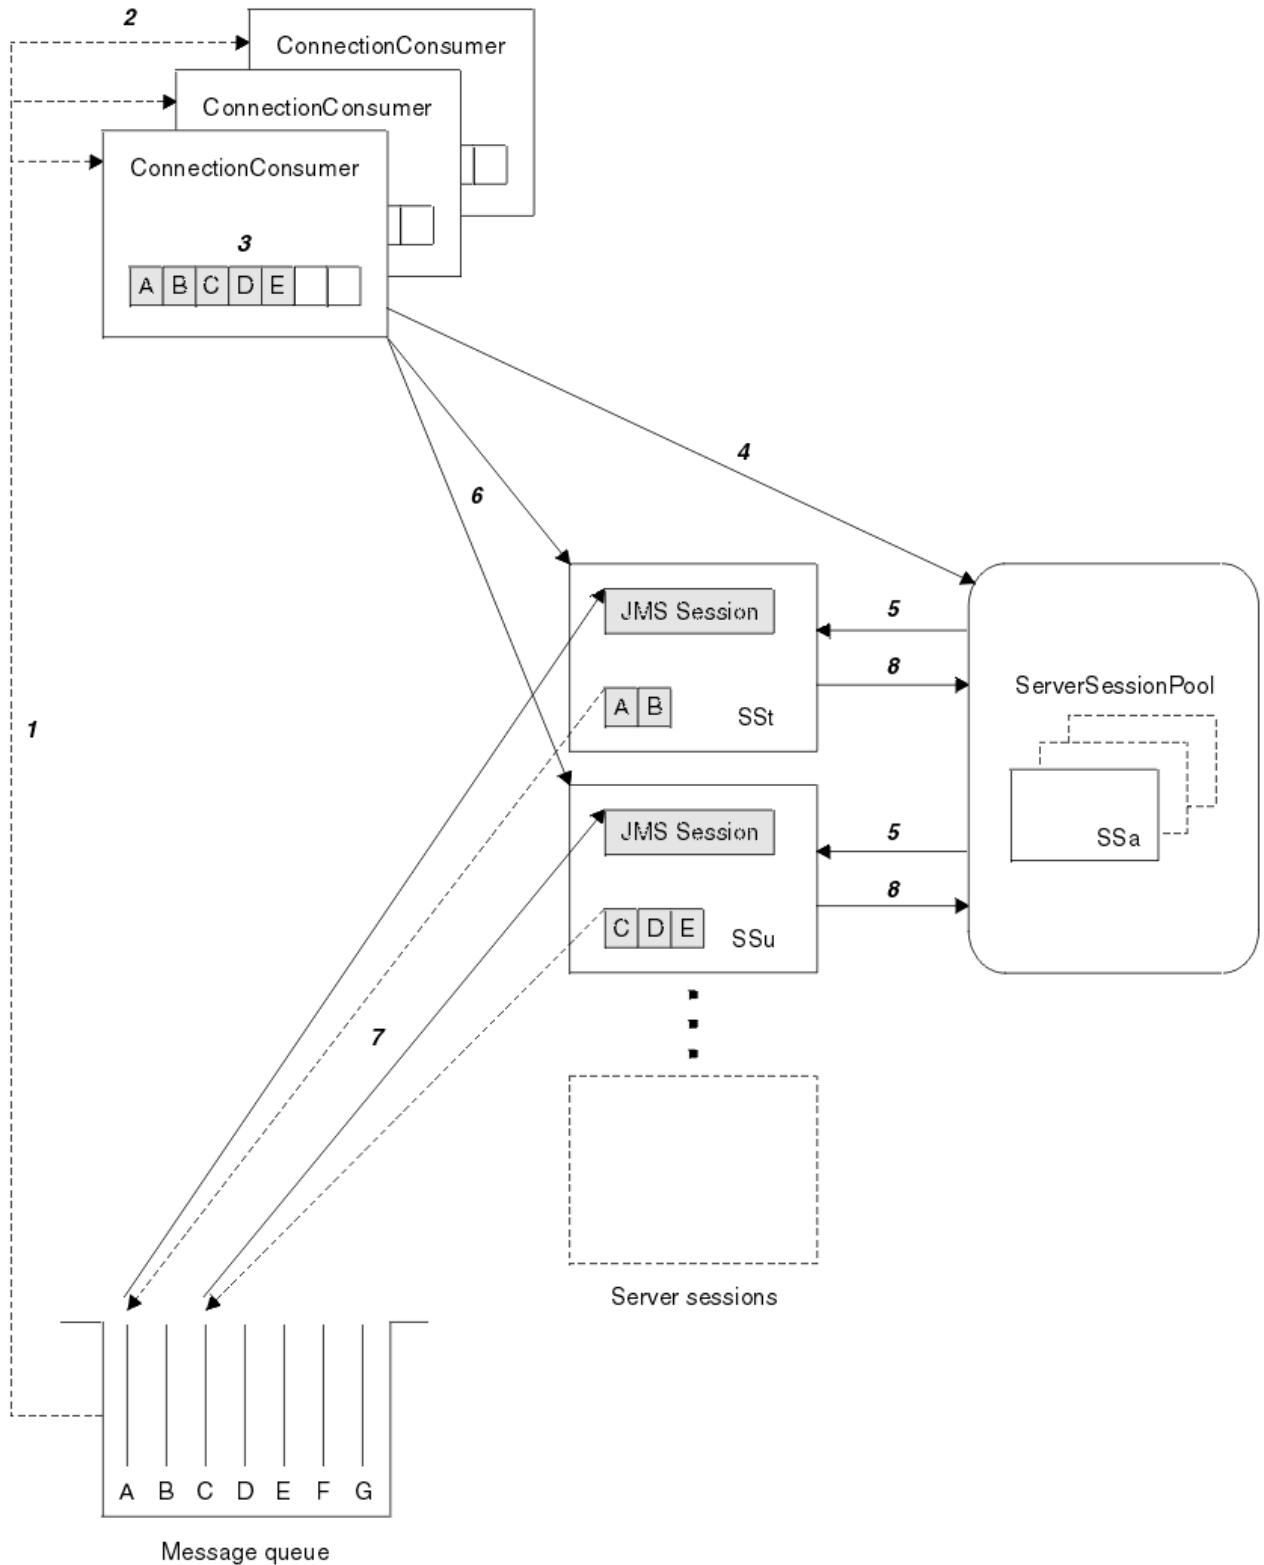 2
ConnectionConsumer
ConnectionConsumer
ConnectionConsumer
3
A B C D E
4
6
JMS Session
5
8
ServerSessionPool
A B
SSt
1
JMS Session
5
SSa
8
C D E
SSu
7
Server sessions
A B C D E F G
Message queue